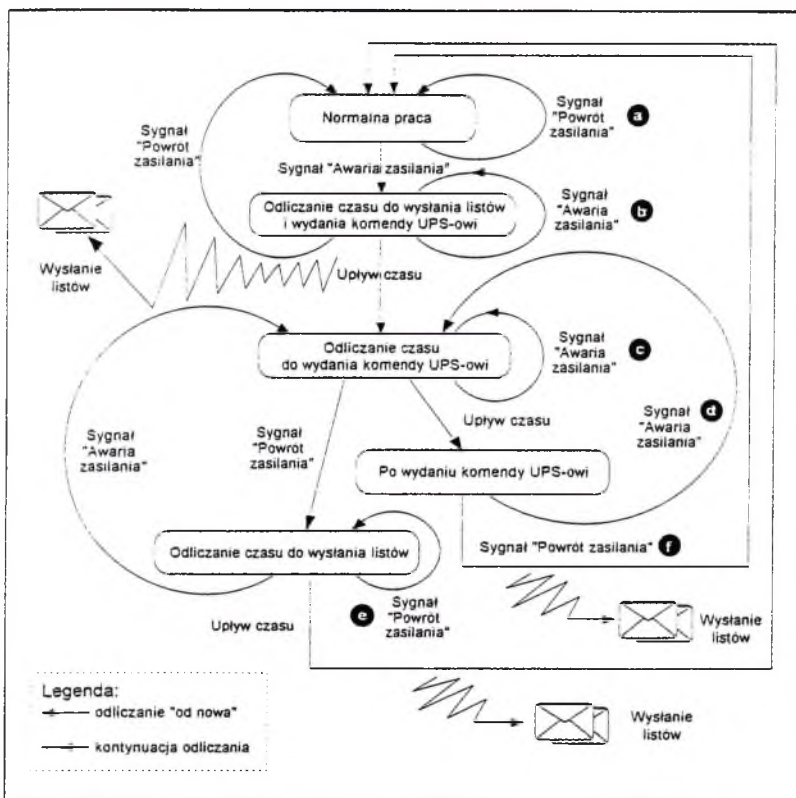 Normalna praca
Sygnał
"Powrót
zasilania"
a
Sygnał
"Powrót
zasilania"
Sygnał "Awaria zasilania"
Odliczanie czasu do wysłania listów
i wydania komendy UPS-owi
Sygnał
"Awaria
zasilania"
b
Wysłanie
listów
Upływ czasu
Odliczanie czasu
do wydania komendy UPS-owi
Sygnał
"Awaria
zasilania"
c
Sygnał
"Awaria
zasilania"
d
Upływ czasu
Sygnał
"Awaria
zasilania"
Sygnał
"Powrót
zasilania"
Po wydaniu komendy UPS-owi
Odliczanie czasu do wysłania listów
Sygnał "Powrót zasilania"
f
e
Sygnał
"Powrót
zasilania"
Upływ czasu
Wysłanie
listów
Legenda:
odliczanie "od nowa"
kontynuacja odliczania
Wysłanie
listów